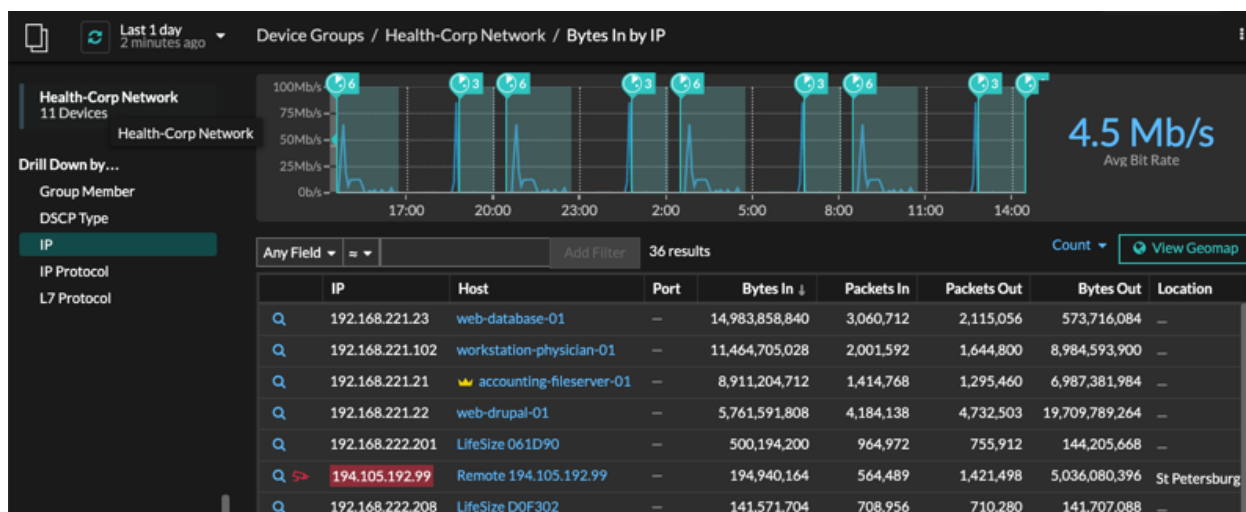 Last 1 day
2 minutes ago
Device Groups / Health-Corp Network / Bytes In by IP
Health-Corp Network
11 Devices
Health-Corp Network
Drill Down by...
Group Member
DSCP Type
IP
IP Protocol
L7 Protocol
6 3 6 3 6 3 6 3
100Mb/s
75Mb/s
50Mb/s
25Mb/s
0b/s
17:00 20:00 23:00 2:00 5:00 8:00 11:00 14:00
4.5 Mb/s
Avg Bit Rate
Any Field ≈ Add Filter 36 results Count View Geomap
IP Host Port Bytes In ↓ Packets In Packets Out Bytes Out Location
192.168.221.23 web-database-01 — 14,983,858,840 3,060,712 2,115,056 573,716,084 —
192.168.221.102 workstation-physician-01 — 11,464,705,028 2,001,592 1,644,800 8,984,593,900 —
192.168.221.21 accounting-fileserver-01 — 8,911,204,712 1,414,768 1,295,460 6,987,381,984 —
192.168.221.22 web-drupal-01 — 5,761,591,808 4,184,138 4,732,503 19,709,789,264 —
192.168.222.201 LifeSize 061D90 — 500,194,200 964,972 755,912 144,205,668 —
194.105.192.99 Remote 194.105.192.99 — 194,940,164 564,489 1,421,498 5,036,080,396 St Petersburg
192.168.222.208 LifeSize D0F302 — 141,571,704 708,956 710,280 141,707,088 —